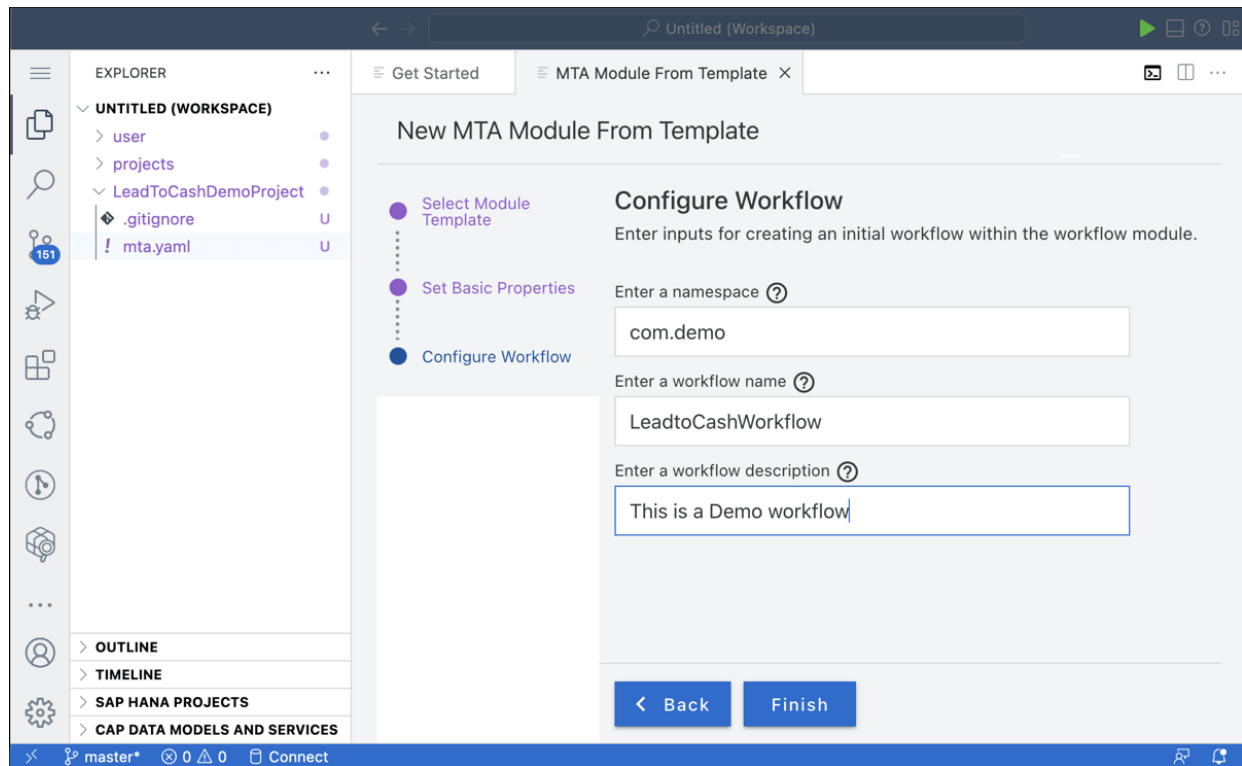 Untitled (Workspace)
EXPLORER
Get Started
MTA Module From Template
UNTITLED (WORKSPACE)
user
projects
LeadToCashDemoProject
.gitignore U
mta.yaml U
151
New MTA Module From Template
Select Module
Template
Set Basic Properties
Configure Workflow
Configure Workflow
Enter inputs for creating an initial workflow within the workflow module.
Enter a namespace
com.demo
Enter a workflow name
LeadtoCashWorkflow
Enter a workflow description
This is a Demo workflow
Back
Finish
OUTLINE
TIMELINE
SAP HANA PROJECTS
CAP DATA MODELS AND SERVICES
master* 0 0 Connect